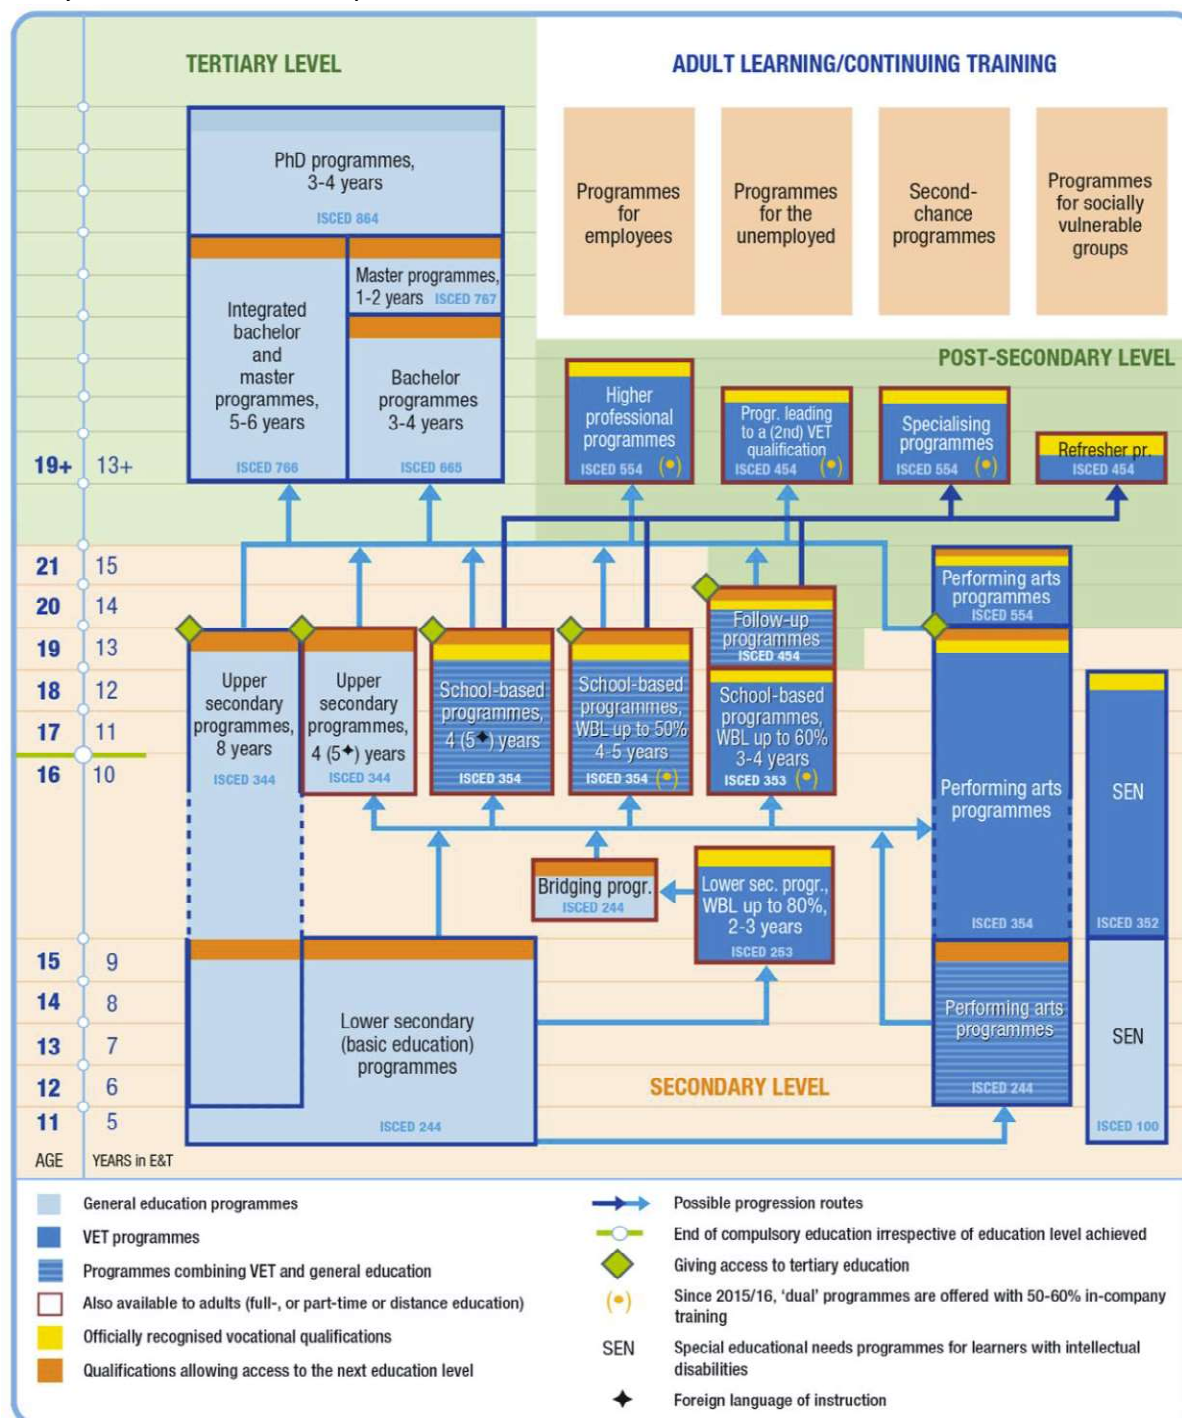 TERTIARY LEVEL
ADULT LEARNING/CONTINUING TRAINING
PhD programmes,
3-4 years
ISCED 864
Master programmes,
1-2 years ISCED 767
Integrated
bachelor
and
master
programmes,
5-6 years
ISCED 766
Bachelor
programmes
3-4 years
ISCED 665
Programmes
for
employees
Programmes
for the
unemployed
Second-
chance
programmes
Programmes
for socially
vulnerable
groups
POST-SECONDARY LEVEL
Higher
professional
programmes
ISCED 554
Progr. leading
to a (2nd) VET
qualification
ISCED 454
Specialising
programmes
ISCED 554
Refresher pr.
ISCED 454
19+ 13+
21 15
20 14
19 13
18 12
17 11
16 10
15 9
14 8
13 7
12 6
11 5
AGE YEARS in E&T
Upper
secondary
programmes,
8 years
ISCED 344
Upper
secondary
programmes,
4 (5✦) years
ISCED 344
School-based
programmes,
4 (5✦) years
ISCED 354
School-based
programmes,
WBL up to 50%
4-5 years
ISCED 354
Follow-up
programmes
ISCED 454
School-based
programmes,
WBL up to 60%
3-4 years
ISCED 353
Performing arts
programmes
ISCED 554
Performing arts
programmes
ISCED 354
Performing arts
programmes
ISCED 244
SEN
ISCED 352
SEN
ISCED 100
Bridging progr.
ISCED 244
Lower sec. progr.,
WBL up to 80%,
2-3 years
ISCED 253
Lower secondary
(basic education)
programmes
ISCED 244
SECONDARY LEVEL
General education programmes
VET programmes
Programmes combining VET and general education
Also available to adults (full-, or part-time or distance education)
Officially recognised vocational qualifications
Qualifications allowing access to the next education level
Possible progression routes
End of compulsory education irrespective of education level achieved
Giving access to tertiary education
Since 2015/16, ‘dual’ programmes are offered with 50-60% in-company
training
SEN Special educational needs programmes for learners with intellectual
disabilities
✦ Foreign language of instruction